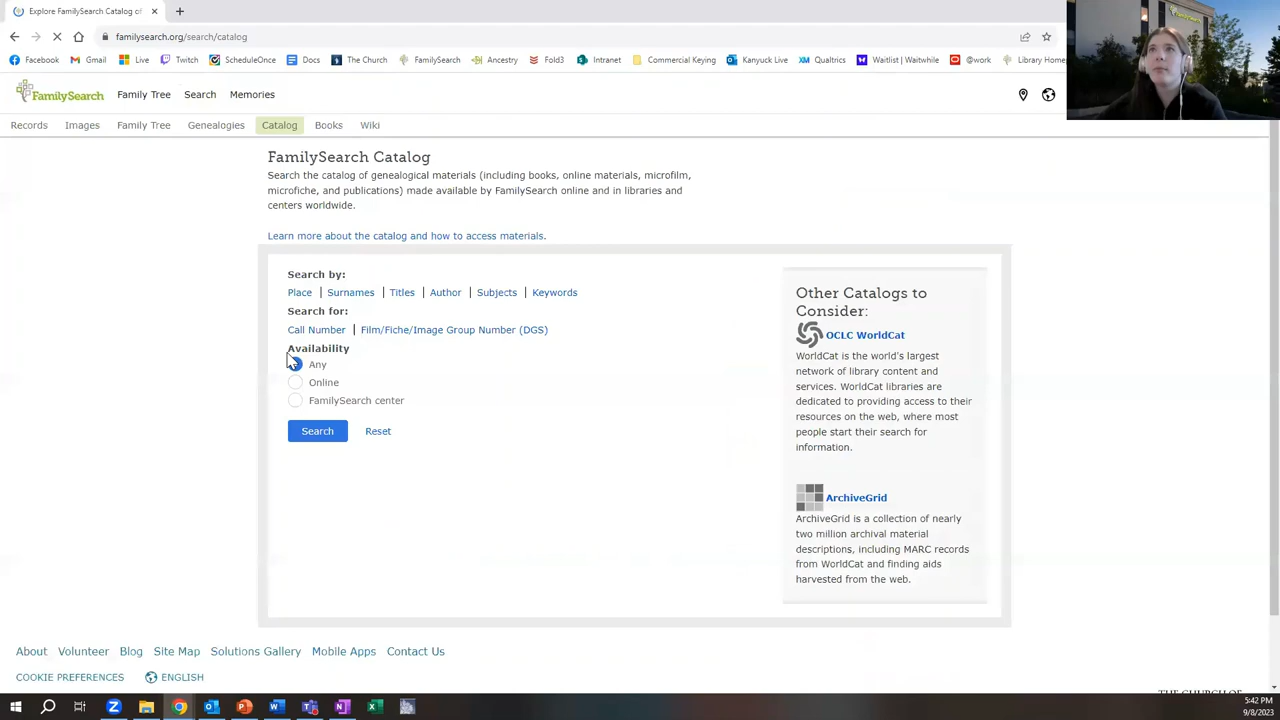 Explore FamilySearch Catalog of
familysearch.org/search/catalog
Facebook Gmail Live Twitch ScheduleOnce Docs The Church FamilySearch Ancestry Fold3 Intranet Commercial Keying Kanyuck Live Qualtrics Waitlist | Waitwhile @work Library Home
FamilySearch Family Tree Search Memories
FamilySearch
Records Images Family Tree Genealogies Catalog Books Wiki
FamilySearch Catalog
Search the catalog of genealogical materials (including books, online materials, microfilm,
microfiche, and publications) made available by FamilySearch online and in libraries and
centers worldwide.
Learn more about the catalog and how to access materials.
Search by:
Place | Surnames | Titles | Author | Subjects | Keywords
Search for:
Call Number | Film/Fiche/Image Group Number (DGS)
Availability
Any
Online
FamilySearch center
Search Reset
Other Catalogs to
Consider:
OCLC WorldCat
WorldCat is the world's largest
network of library content and
services. WorldCat libraries are
dedicated to providing access to their
resources on the web, where most
people start their search for
information.
ArchiveGrid
ArchiveGrid is a collection of nearly
two million archival material
descriptions, including MARC records
from WorldCat and finding aids
harvested from the web.
About Volunteer Blog Site Map Solutions Gallery Mobile Apps Contact Us
COOKIE PREFERENCES ENGLISH
THE CHURCH OF
5:42 PM
9/8/2023